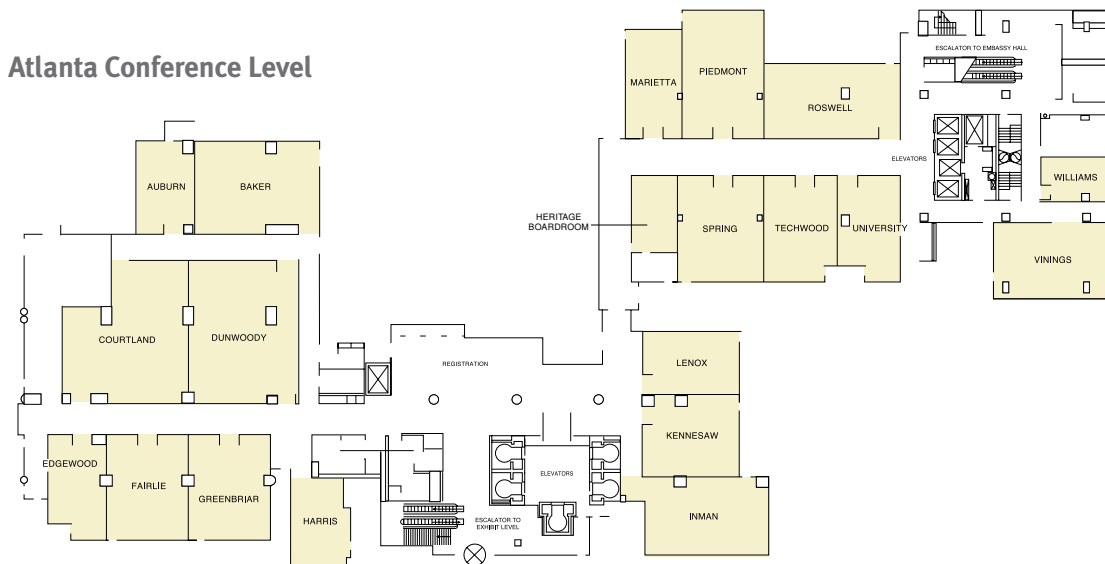 Atlanta Conference Level
ESCALATOR TO EMBASSY HALL
MARIETTA
PIEDMONT
ROSWELL
ELEVATORS
WILLIAMS
AUBURN
BAKER
HERITAGE
BOARDROOM
SPRING
TECHWOOD
UNIVERSITY
VININGS
COURTLAND
DUNWOODY
REGISTRATION
LENOX
KENNESAW
EDGEWOOD
FAIRLIE
GREENBRIAR
HARRIS
ELEVATORS
ESCALATOR TO
EXHIBIT LEVEL
INMAN